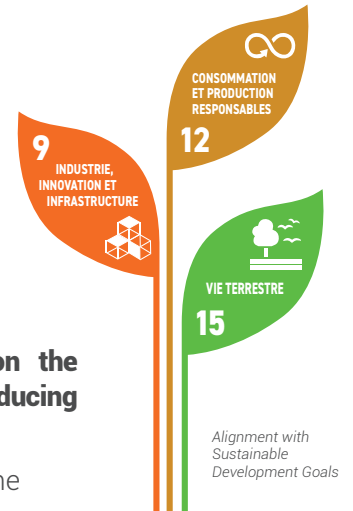 CONSOMMATION
ET PRODUCTION
RESPONSABLES
12
9
INDUSTRIE,
INNOVATION ET
INFRASTRUCTURE
VIE TERRESTRE
15
on the
ducing
Alignment with
Sustainable
Development Goals
ne